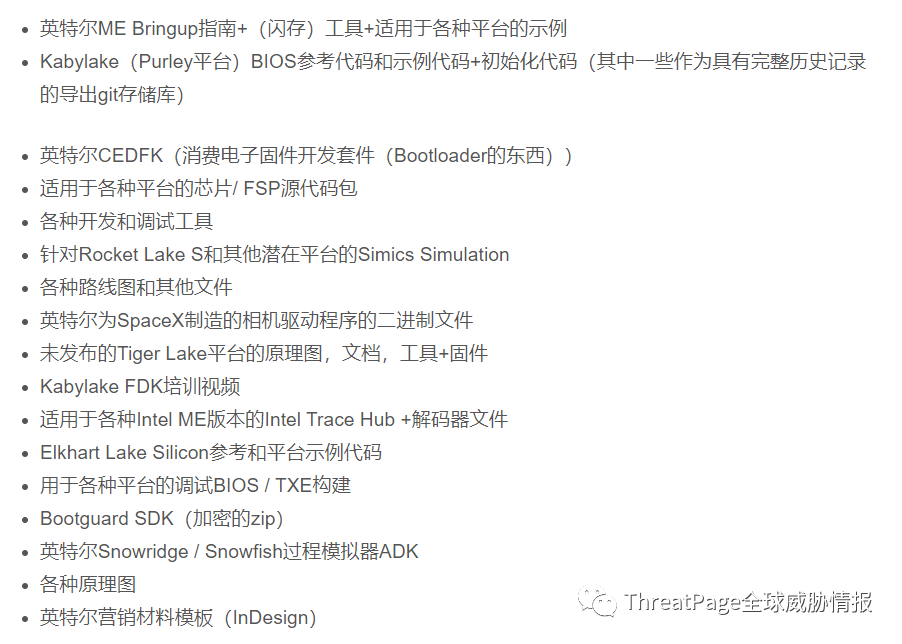 英特尔ME Bringup指南+（闪存）工具+适用于各种平台的示例
Kabylake（Purley平台）BIOS参考代码和示例代码+初始化代码（其中一些作为具有完整历史记录
的导出git存储库）
英特尔CEDFK（消费电子固件开发套件（Bootloader的东西））
适用于各种平台的芯片/ FSP源代码包
各种开发和调试工具
针对Rocket Lake S和其他潜在平台的Simics Simulation
各种路线图和其他文件
英特尔为SpaceX制造的相机驱动程序的二进制文件
未发布的Tiger Lake平台的原理图，文档，工具+固件
Kabylake FDK培训视频
适用于各种Intel ME版本的Intel Trace Hub +解码器文件
Elkhart Lake Silicon参考和平台示例代码
用于各种平台的调试BIOS / TXE构建
Bootguard SDK（加密的zip）
英特尔Snowridge / Snowfish过程模拟器ADK
各种原理图
英特尔营销材料模板（InDesign）
ThreatPage全球威胁情报